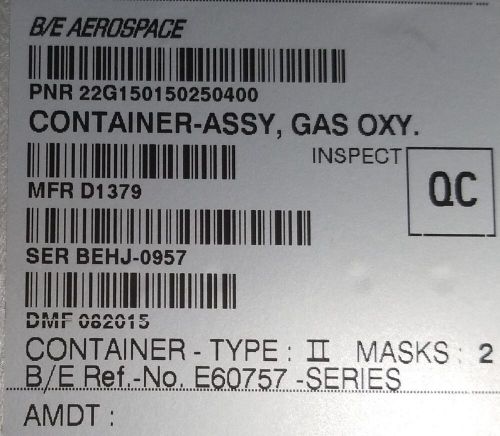 B/E AEROSPACE
PNR 22G150150250400
CONTAINER-ASSY, GAS OXY.
INSPECT QC
MFR D1379
SER BEHJ-0957
DMF 082015
CONTAINER - TYPE : II MASKS : 2
B/E Ref.-No. E60757 -SERIES
AMDT :